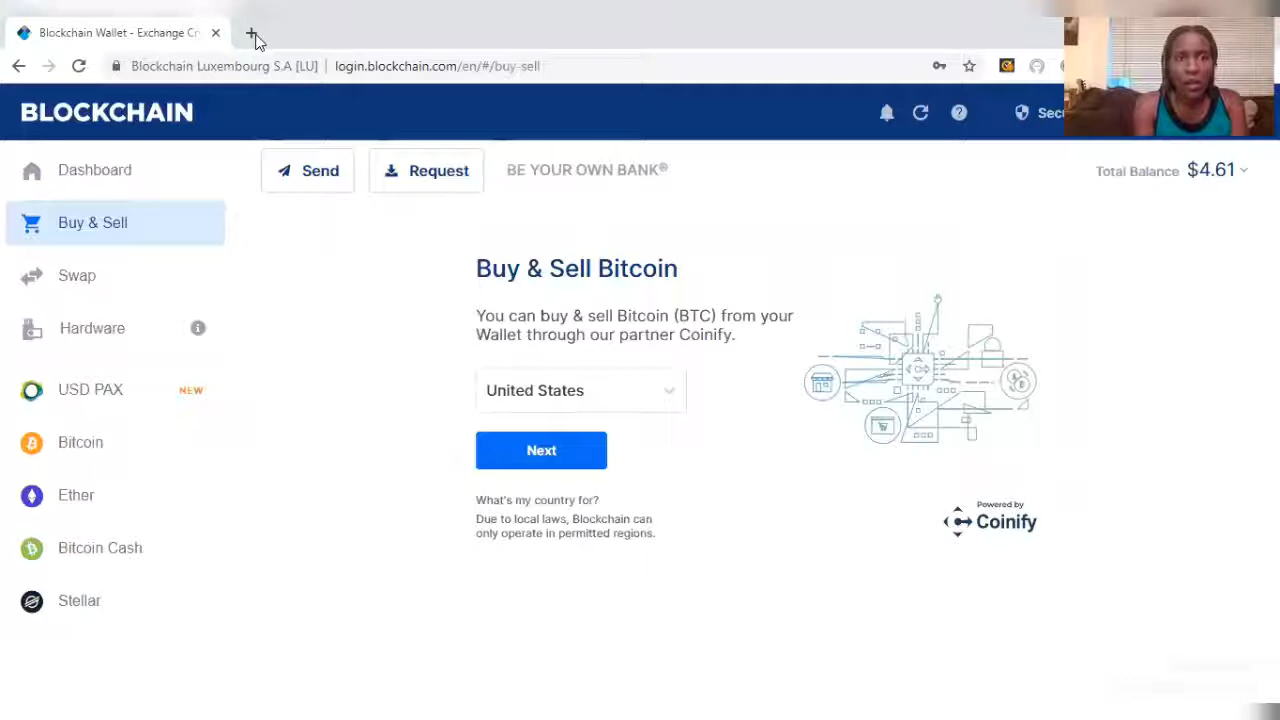 Blockchain Wallet - Exchange Cr
Blockchain Luxembourg S.A [LU] | login.blockchain.com/en/#/buy-sell
BLOCKCHAIN
Secu
Dashboard
Send
Request
BE YOUR OWN BANK®
Total Balance $4.61
Buy & Sell
Swap
Hardware
USD PAX NEW
Bitcoin
Ether
Bitcoin Cash
Stellar
Buy & Sell Bitcoin
You can buy & sell Bitcoin (BTC) from your
Wallet through our partner Coinify.
United States
Next
What's my country for?
Due to local laws, Blockchain can
only operate in permitted regions.
Powered by
Coinify